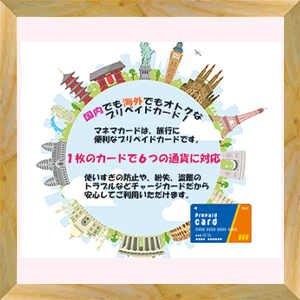 国内でも海外でもオトクな
プリペイドカード！
マネマカードは、旅行に
便利なプリペイドカードです。
1枚のカードで6つの通貨に対応
使いすぎの防止や、紛失、盗難の
トラブルなどチャージカードだから
安心してご利用いただけます。
Prepaid
card